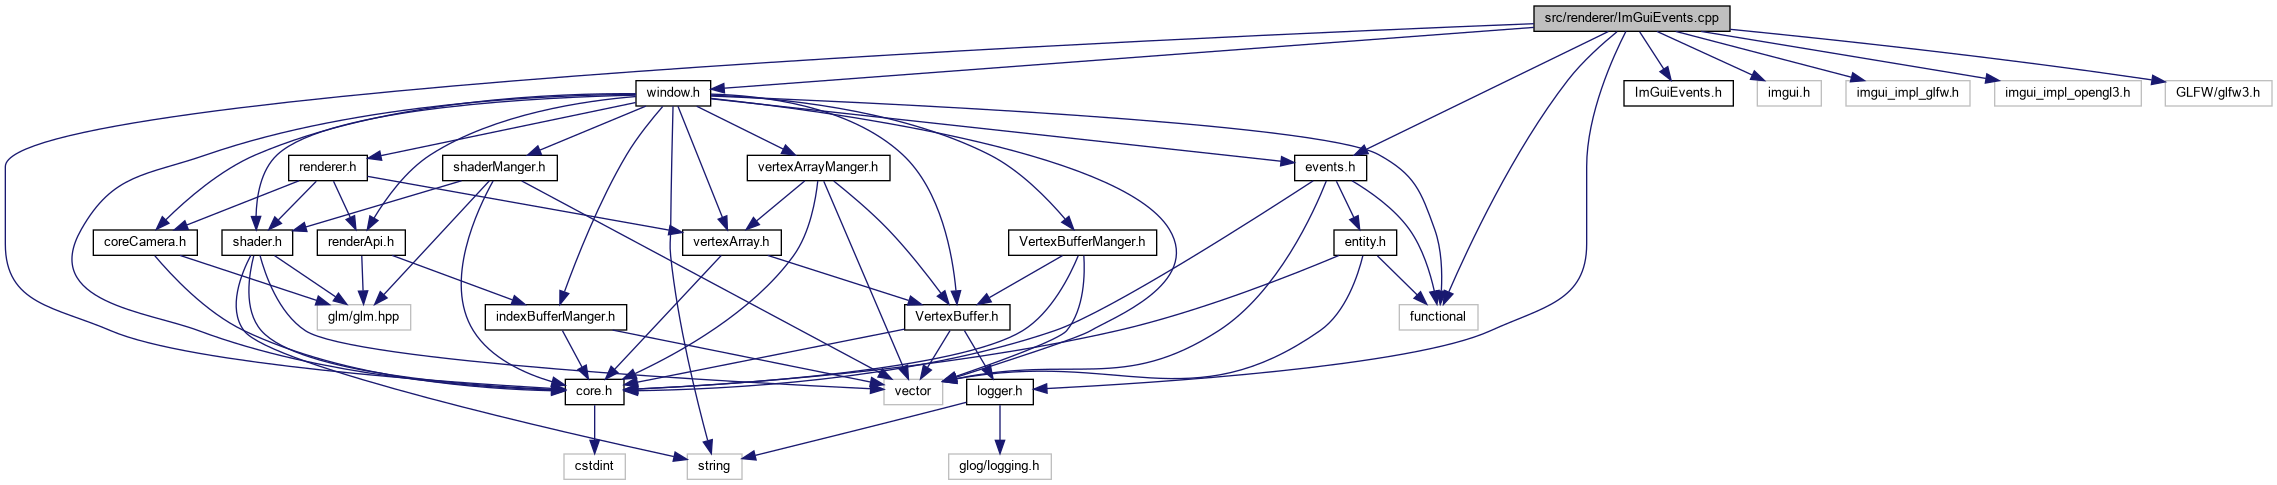 src/renderer/ImGuiEvents.cpp
window.h
ImGuiEvents.h
imgui.h
imgui_impl_glfw.h
imgui_impl_opengl3.h
GLFW/glfw3.h
renderer.h
shaderManger.h
vertexArrayManger.h
events.h
coreCamera.h
shader.h
renderApi.h
vertexArray.h
VertexBufferManger.h
entity.h
glm/glm.hpp
indexBufferManger.h
VertexBuffer.h
functional
core.h
vector
logger.h
cstdint
string
glog/logging.h